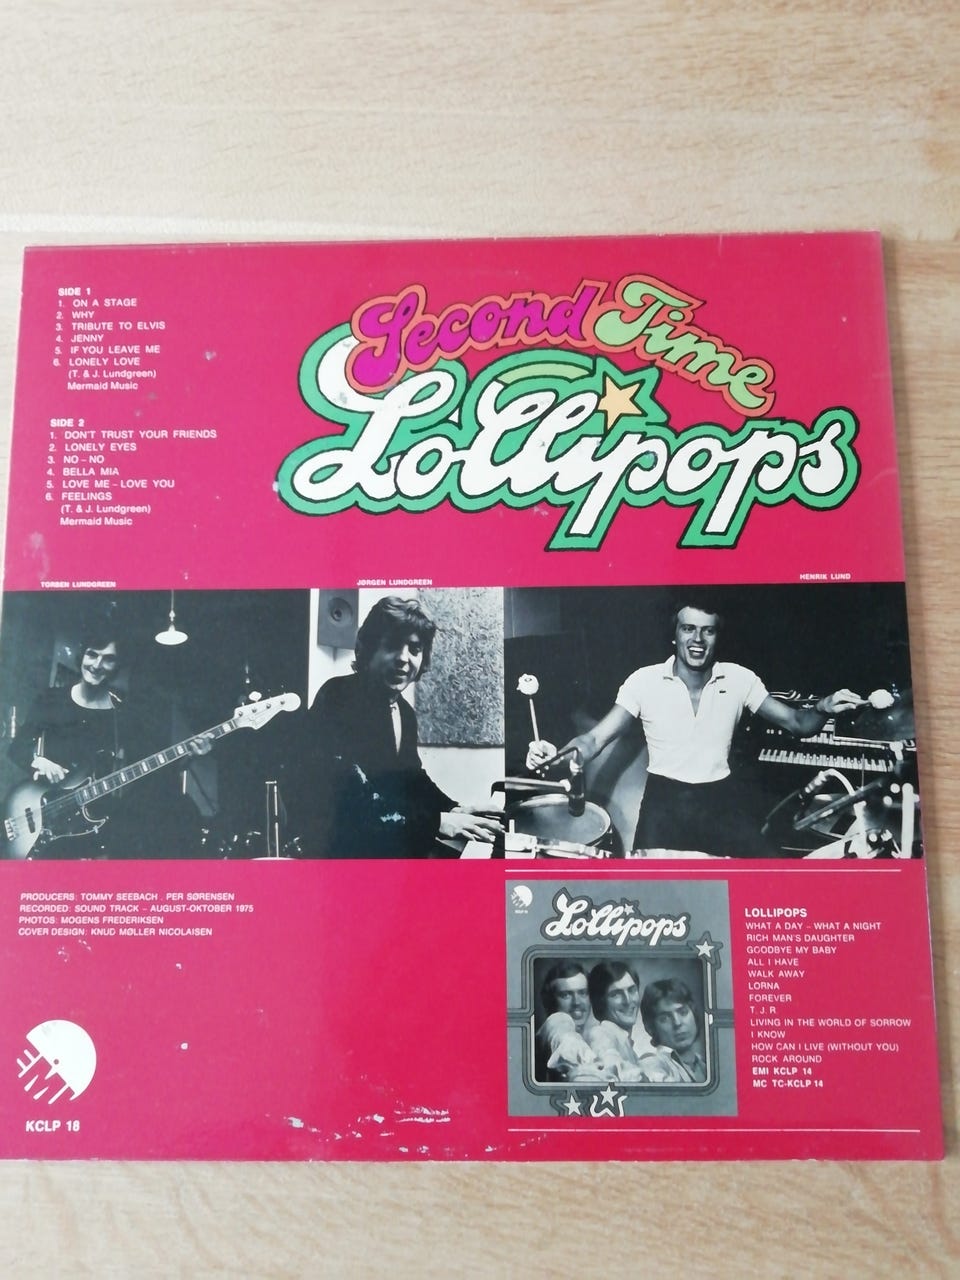 Second Time
Lollipops
SIDE 1
1. ON A STAGE
2. WHY
3. TRIBUTE TO ELVIS
4. JENNY
5. IF YOU LEAVE ME
6. LONELY LOVE
(T. & J. Lundgreen)
Mermaid Music
SIDE 2
1. DON'T TRUST YOUR FRIENDS
2. LONELY EYES
3. NO – NO
4. BELLA MIA
5. LOVE ME – LOVE YOU
6. FEELINGS
(T. & J. Lundgreen)
Mermaid Music
TORBEN LUNDGREEN
JØRGEN LUNDGREEN
HENRIK LUND
PRODUCERS: TOMMY SEEBACH . PER SØRENSEN
RECORDED: SOUND TRACK – AUGUST-OKTOBER 1975
PHOTOS: MOGENS FREDERIKSEN
COVER DESIGN: KNUD MØLLER NICOLAISEN
EMI
KCLP 18
Lollipops
LOLLIPOPS
WHAT A DAY – WHAT A NIGHT
RICH MAN'S DAUGHTER
GOODBYE MY BABY
ALL I HAVE
WALK AWAY
LORNA
FOREVER
T. J. R.
LIVING IN THE WORLD OF SORROW
I KNOW
HOW CAN I LIVE (WITHOUT YOU)
ROCK AROUND
EMI KCLP 14
MC TC-KCLP 14